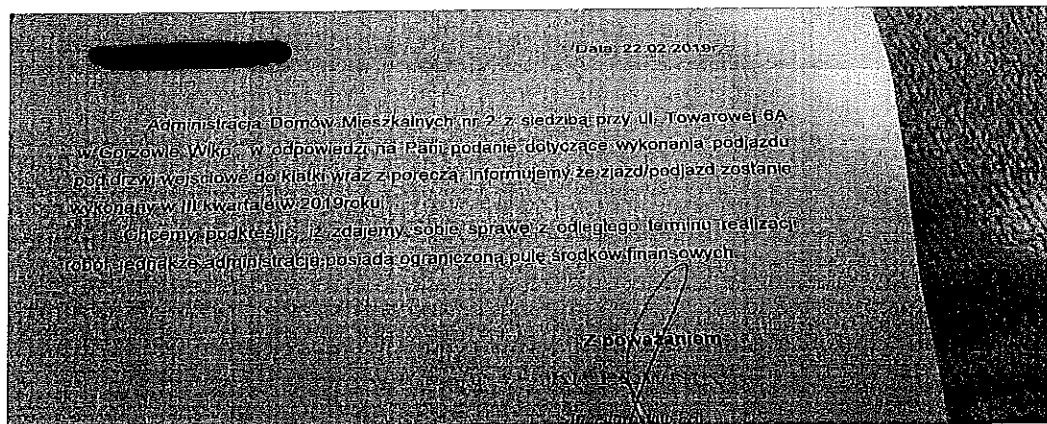 Data: 22.02.2019r.
Administracja Domów Mieszkalnych nr 2 z siedzibą przy ul. Towarowej 6A
w Gorzowie Wlkp., w odpowiedzi na Pani podanie dotyczące wykonania podjazdu
pod drzwi wejściowe do klatki wraz z poręczą, informujemy że zjazd/podjazd zostanie
wykonany w III kwartale w 2019roku.
Chcemy podkreślić, iż zdajemy sobie sprawę z odległego terminu realizacji
robót jednakże administracja posiada ograniczoną pulę środków finansowych.
Z poważaniem